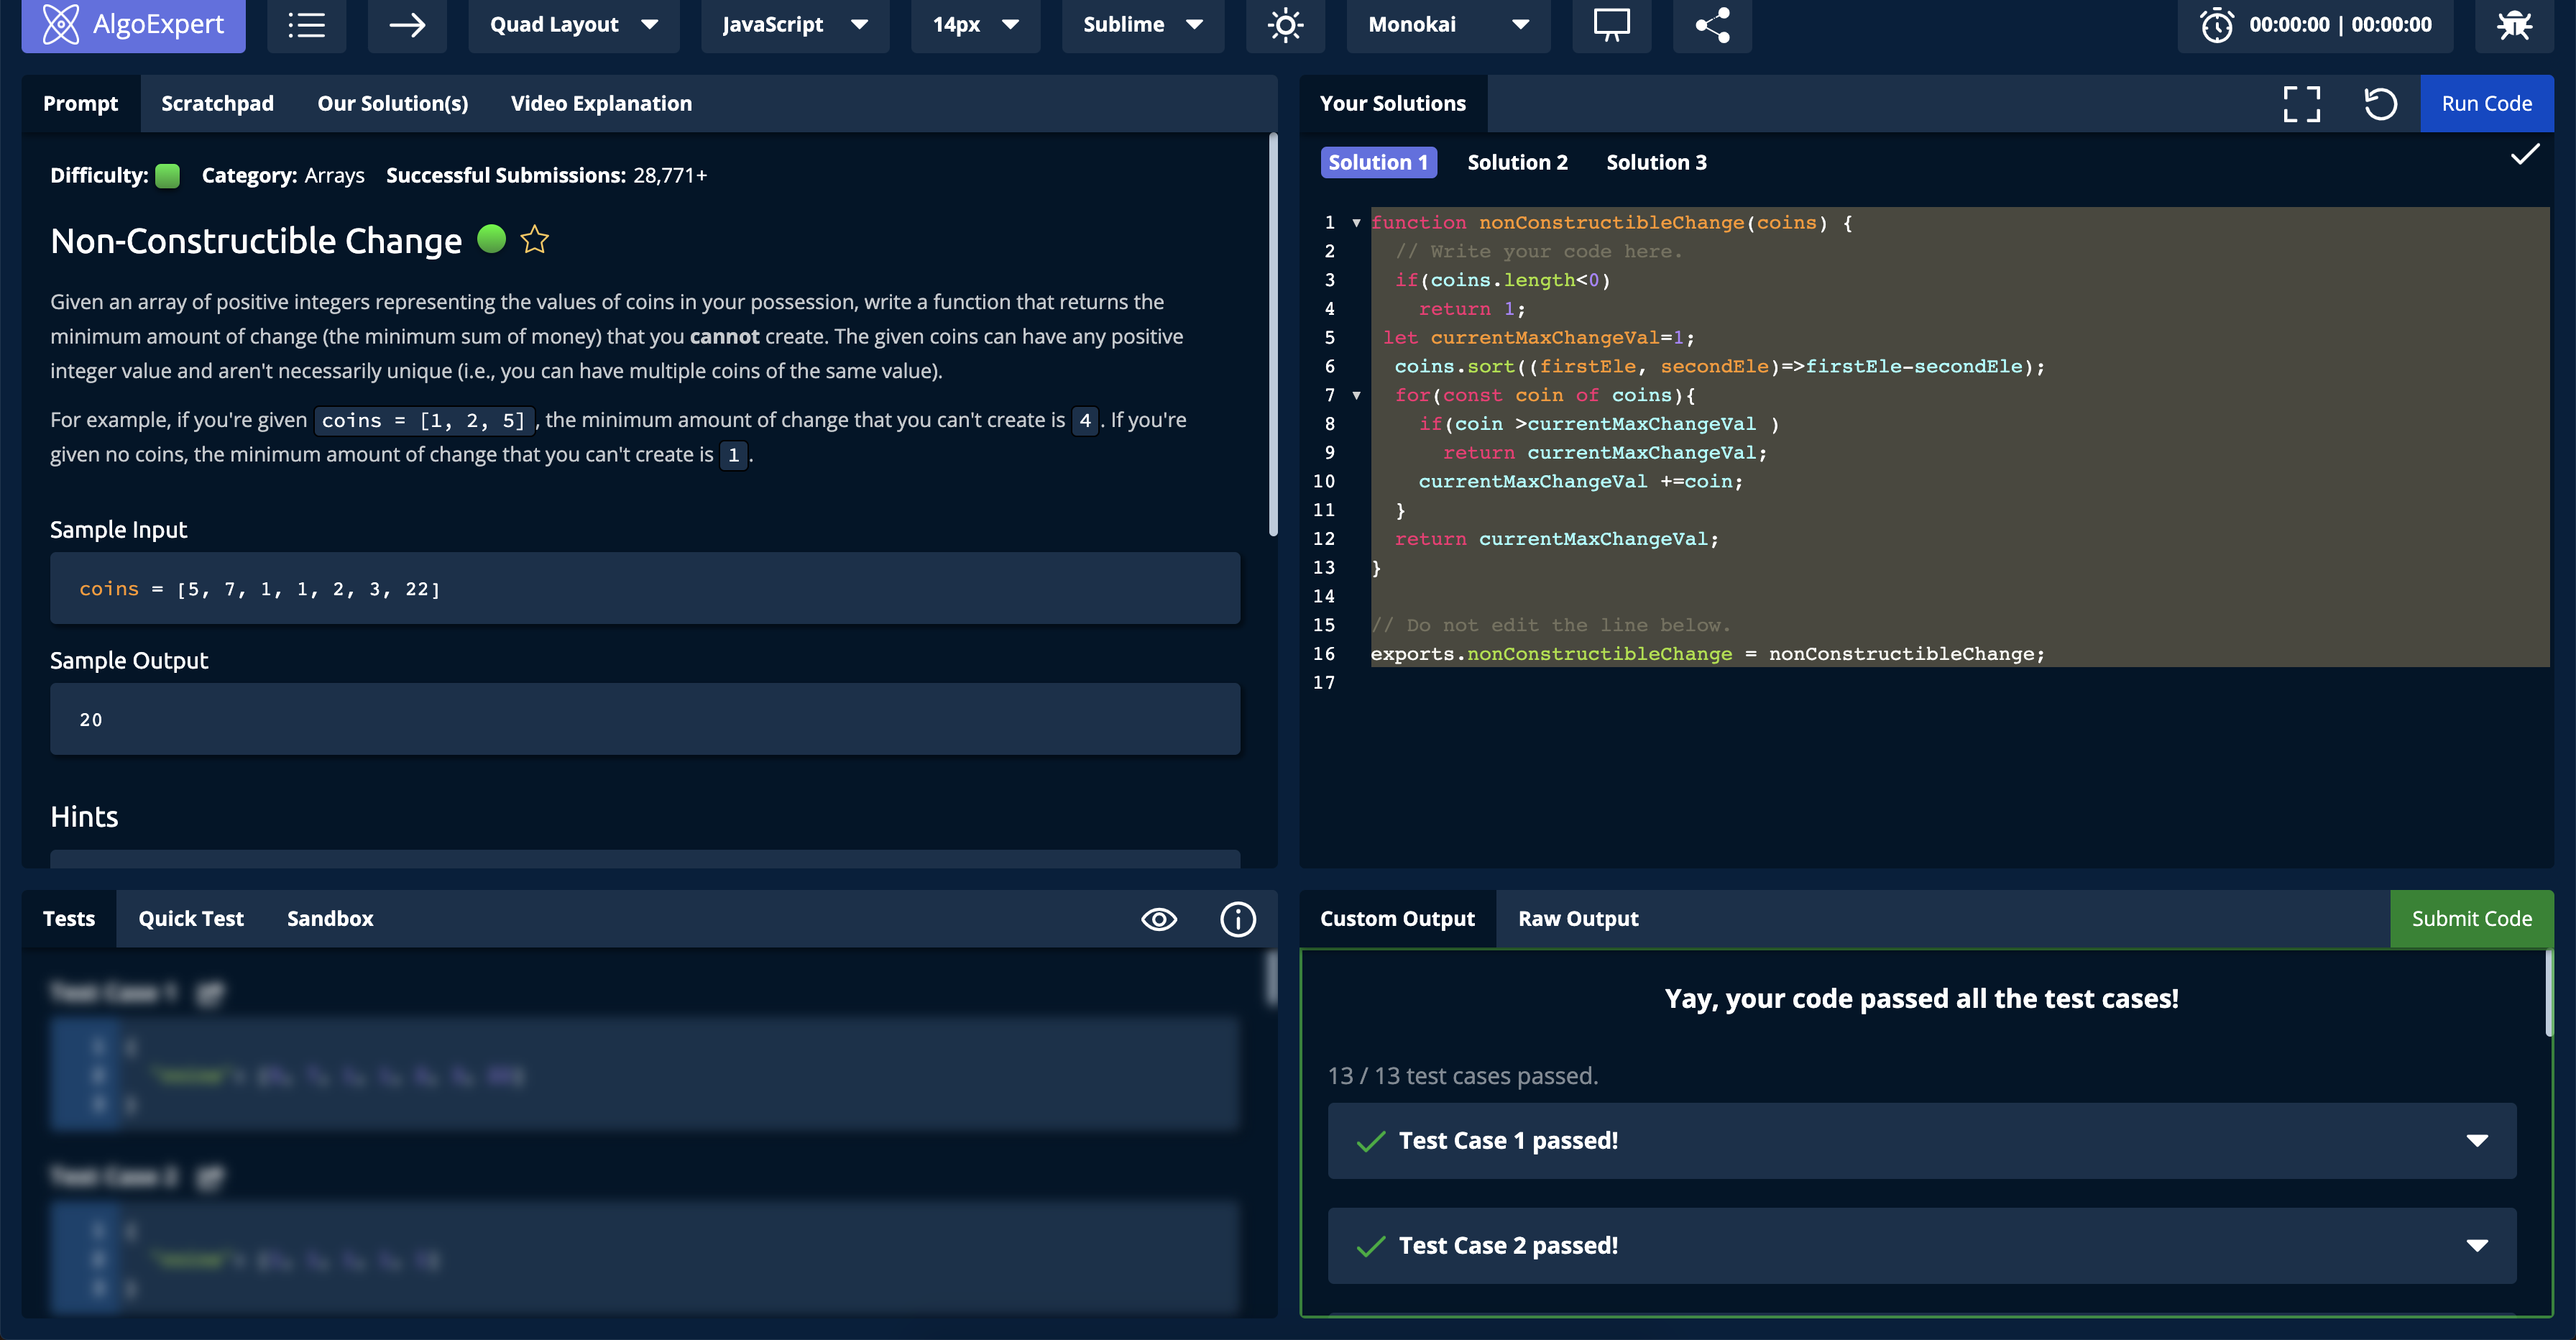 AlgoExpert
Quad Layout
JavaScript
14px
Sublime
Monokai
00:00:00 | 00:00:00
Prompt
Scratchpad
Our Solution(s)
Video Explanation
Difficulty:
Category: Arrays
Successful Submissions: 28,771+
Non-Constructible Change
Given an array of positive integers representing the values of coins in your possession, write a function that returns the
minimum amount of change (the minimum sum of money) that you cannot create. The given coins can have any positive
integer value and aren't necessarily unique (i.e., you can have multiple coins of the same value).
For example, if you're given coins = [1, 2, 5], the minimum amount of change that you can't create is 4. If you're
given no coins, the minimum amount of change that you can't create is 1.
Sample Input
coins = [5, 7, 1, 1, 2, 3, 22]
Sample Output
20
Hints
Your Solutions
Run Code
Solution 1
Solution 2
Solution 3
1 function nonConstructibleChange(coins) {
2 // Write your code here.
3 if(coins.length<0)
4 return 1;
5 let currentMaxChangeVal=1;
6 coins.sort((firstEle, secondEle)=>firstEle-secondEle);
7 for(const coin of coins){
8 if(coin >currentMaxChangeVal )
9 return currentMaxChangeVal;
10 currentMaxChangeVal +=coin;
11 }
12 return currentMaxChangeVal;
13 }
14
15 // Do not edit the line below.
16 exports.nonConstructibleChange = nonConstructibleChange;
17
Tests
Quick Test
Sandbox
Test Case 1
Test Case 2
Custom Output
Raw Output
Submit Code
Yay, your code passed all the test cases!
13 / 13 test cases passed.
Test Case 1 passed!
Test Case 2 passed!